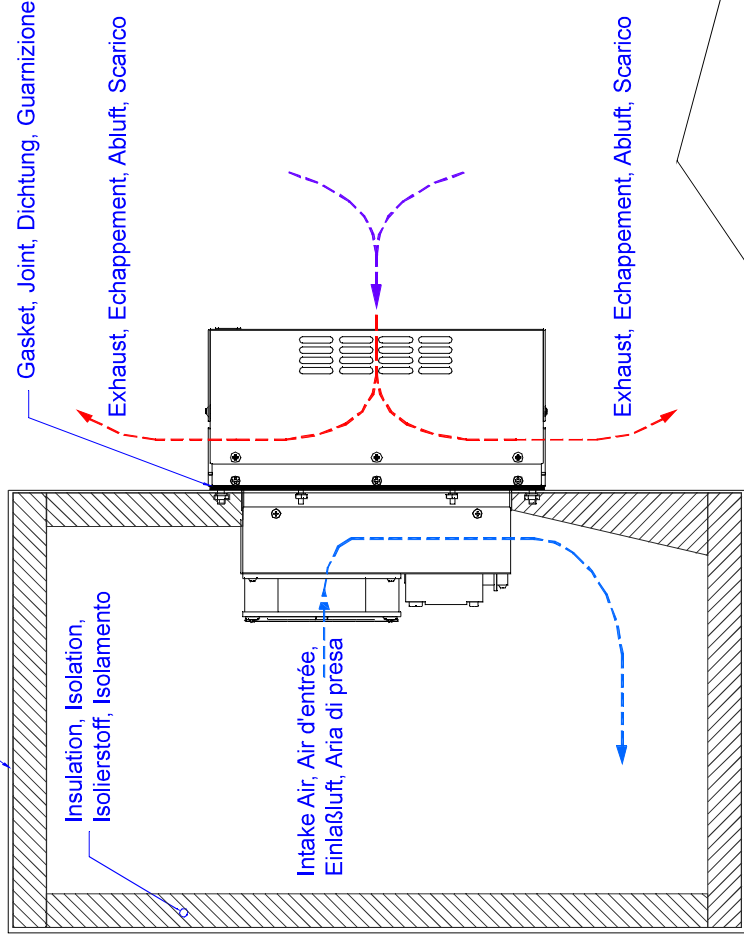 Gasket, Joint, Dichtung, Guarnizione
Exhaust, Echappement, Abluft, Scarico
Exhaust, Echappement, Abluft, Scarico
Insulation, Isolation,
Isolierstoff, Isolamento
Intake Air, Air d'entrée,
Einlaßluft, Aria di presa